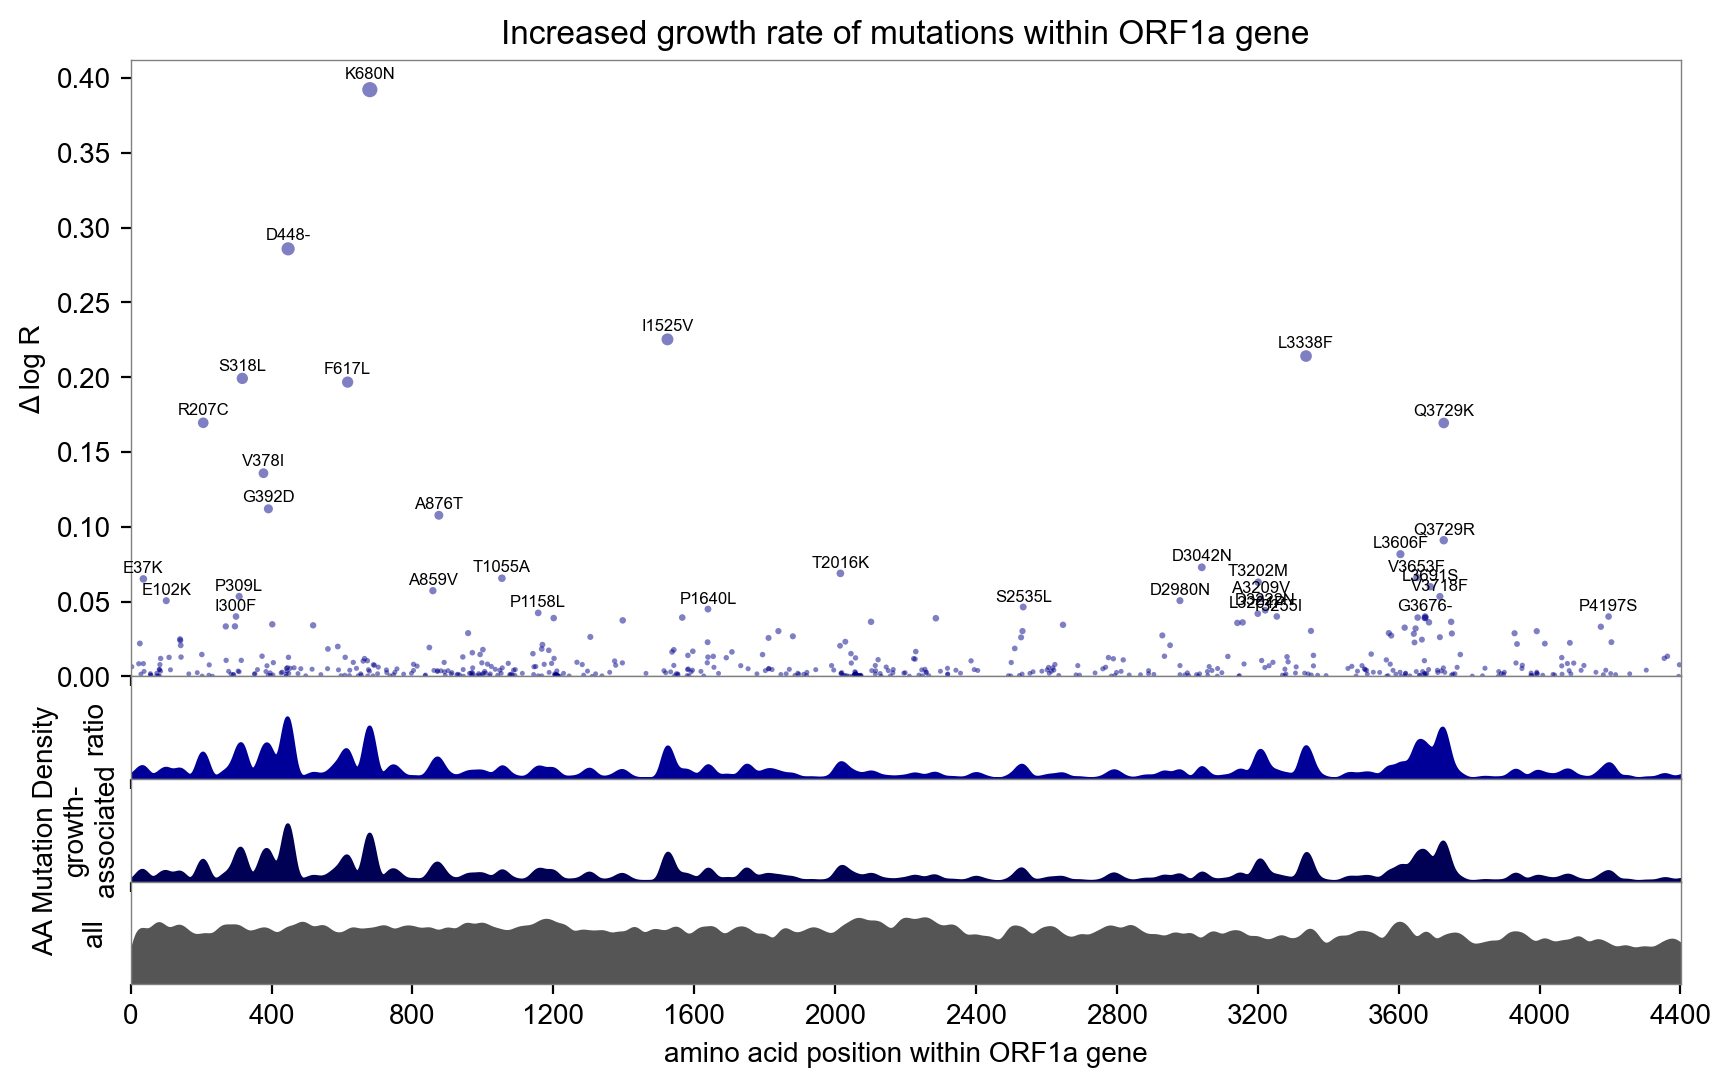 Increased growth rate of mutations within ORF1a gene
Δ log R
0.40
0.35
0.30
0.25
0.20
0.15
0.10
0.05
0.00
K680N
D448-
I1525V
L3338F
S318L
F617L
R207C
Q3729K
V378I
G392D
A876T
Q3729R
L3606F
E37K
E102K
P309L
I300F
A859V
T1055A
P1158L
P1640L
T2016K
S2535L
D2980N
D3042N
T3202M
A3209V
V3653F
L3691S
V3718F
G3676-
P4197S
AA Mutation Density
ratio
growth-
associated
all
0 400 800 1200 1600 2000 2400 2800 3200 3600 4000 4400
amino acid position within ORF1a gene